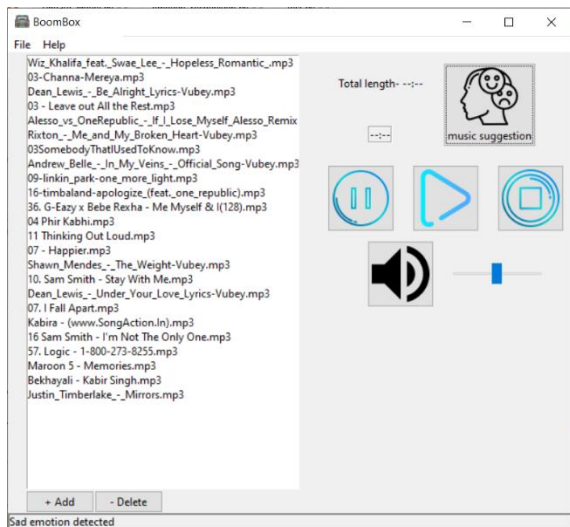 BoomBox
File Help
Wiz_Khalifa_feat._Swae_Lee_-_Hopeless_Romantic_.mp3
03-Channa-Mereya.mp3
Dean_Lewis_-_Be_Alright_Lyrics-Vubey.mp3
03 - Leave out All the Rest.mp3
Alesso_vs_OneRepublic_-_If_I_Lose_Myself_Alesso_Remix
Rixton_-_Me_and_My_Broken_Heart-Vubey.mp3
03SomebodyThatIUsedToKnow.mp3
Andrew_Belle_-_In_My_Veins_-_Official_Song-Vubey.mp3
09-linkin_park-one_more_light.mp3
16-timbaland-apologize_(feat._one_republic).mp3
36. G-Eazy x Bebe Rexha - Me Myself & I(128).mp3
04 Phir Kabhi.mp3
11 Thinking Out Loud.mp3
07 - Happier.mp3
Shawn_Mendes_-_The_Weight-Vubey.mp3
10. Sam Smith - Stay With Me.mp3
Dean_Lewis_-_Under_Your_Love_Lyrics-Vubey.mp3
07. I Fall Apart.mp3
Kabira - (www.SongAction.In).mp3
16 Sam Smith - I'm Not The Only One.mp3
57. Logic - 1-800-273-8255.mp3
Maroon 5 - Memories.mp3
Bekhayali - Kabir Singh.mp3
Justin_Timberlake_-_Mirrors.mp3
+ Add - Delete
Total length- --:--
--:--
music suggestion
Sad emotion detected